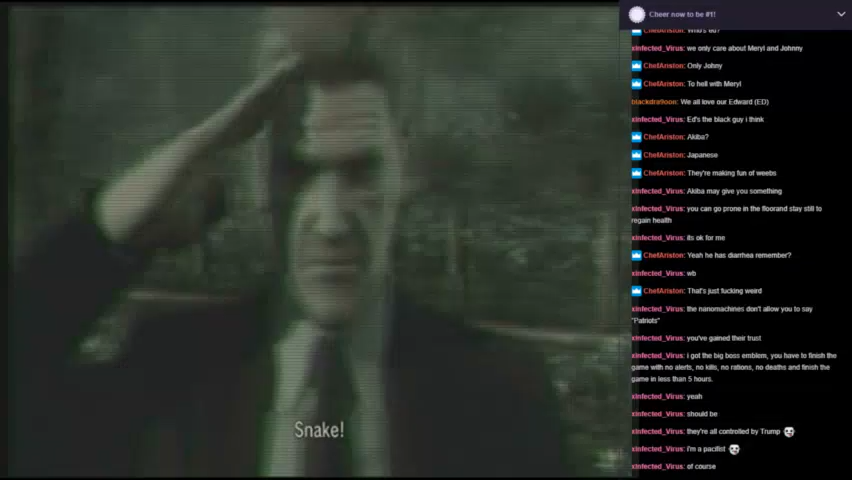 Cheer now to be #1!
ChefAriston: Who's ed?
xInfected_Virus: we only care about Meryl and Johnny
ChefAriston: Only Johny
ChefAriston: To hell with Meryl
We all love our Edward (ED)
xInfected_Virus: Ed's the black guy i think
ChefAriston: Akiba?
ChefAriston: Japanese
ChefAriston: They're making fun of weebs
xInfected_Virus: Akiba may give you something
xInfected_Virus: you can go prone in the floorand stay still to
regain health
xInfected_Virus: its ok for me
ChefAriston: Yeah he has diarrhea remember?
xInfected_Virus: wb
ChefAriston: That's just fucking weird
xInfected_Virus: the nanomachines don't allow you to say
"Patriots"
xInfected_Virus: you've gained their trust
xInfected_Virus: i got the big boss emblem, you have to finish the
game with no alerts, no kills, no rations, no deaths and finish the
game in less than 5 hours.
xInfected_Virus: yeah
xInfected_Virus: should be
xInfected_Virus: they're all controlled by Trump
xInfected_Virus: i'm a pacifist
xInfected_Virus: of course
Snake!